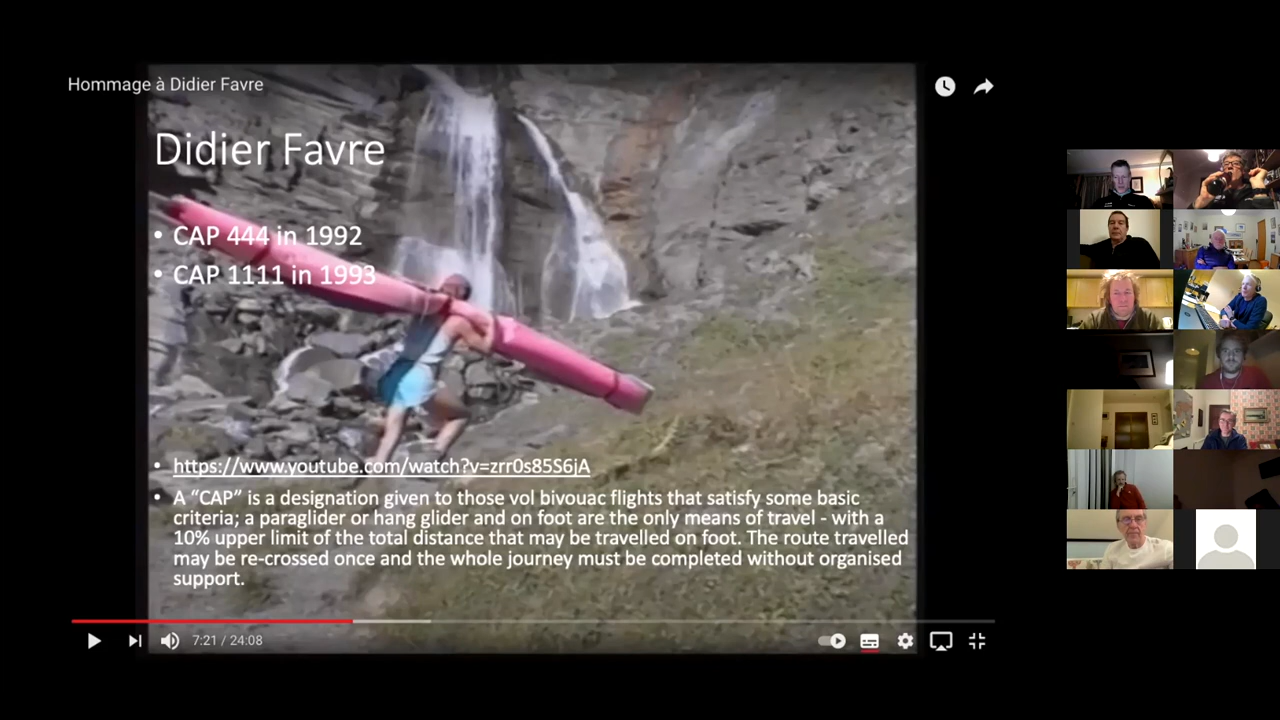 Hommage à Didier Favre
Didier Favre
• CAP 444 in 1992
• CAP 1111 in 1993
• https://www.youtube.com/watch?v=zrr0s85S6jA
• A “CAP” is a designation given to those vol bivouac flights that satisfy some basic
criteria; a paraglider or hang glider and on foot are the only means of travel - with a
10% upper limit of the total distance that may be travelled on foot. The route travelled
may be re-crossed once and the whole journey must be completed without organised
support.
7:21 / 24:08